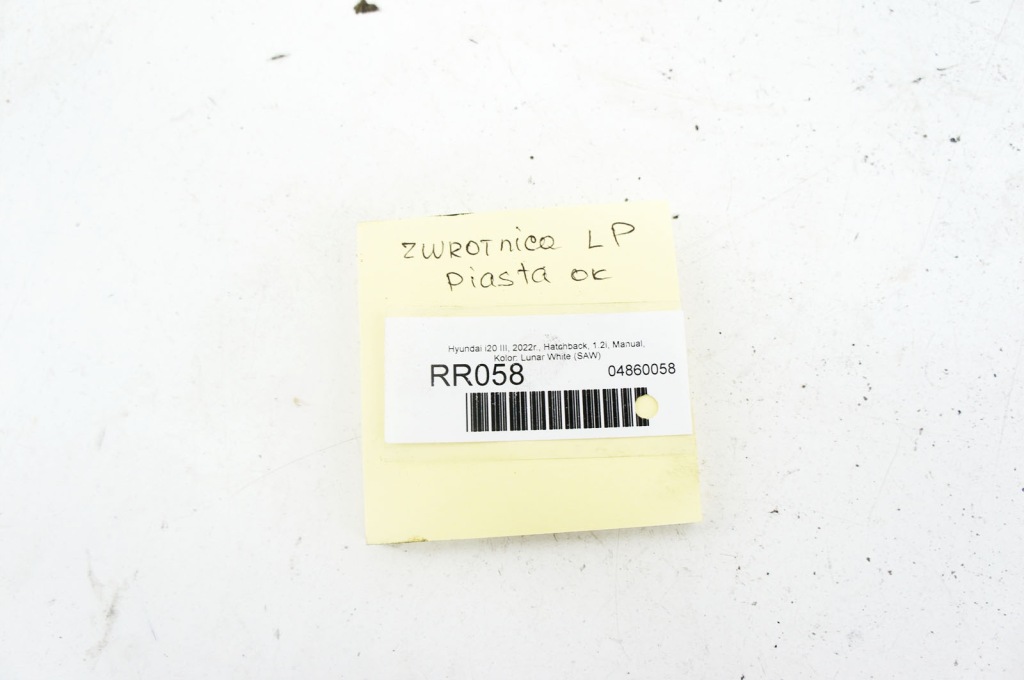 ZWROTnica LP
Piasta ok
Hyundai i20 III, 2022r., Hatchback, 1.2i, Manual,
Kolor: Lunar White (SAW)
RR058 04860058